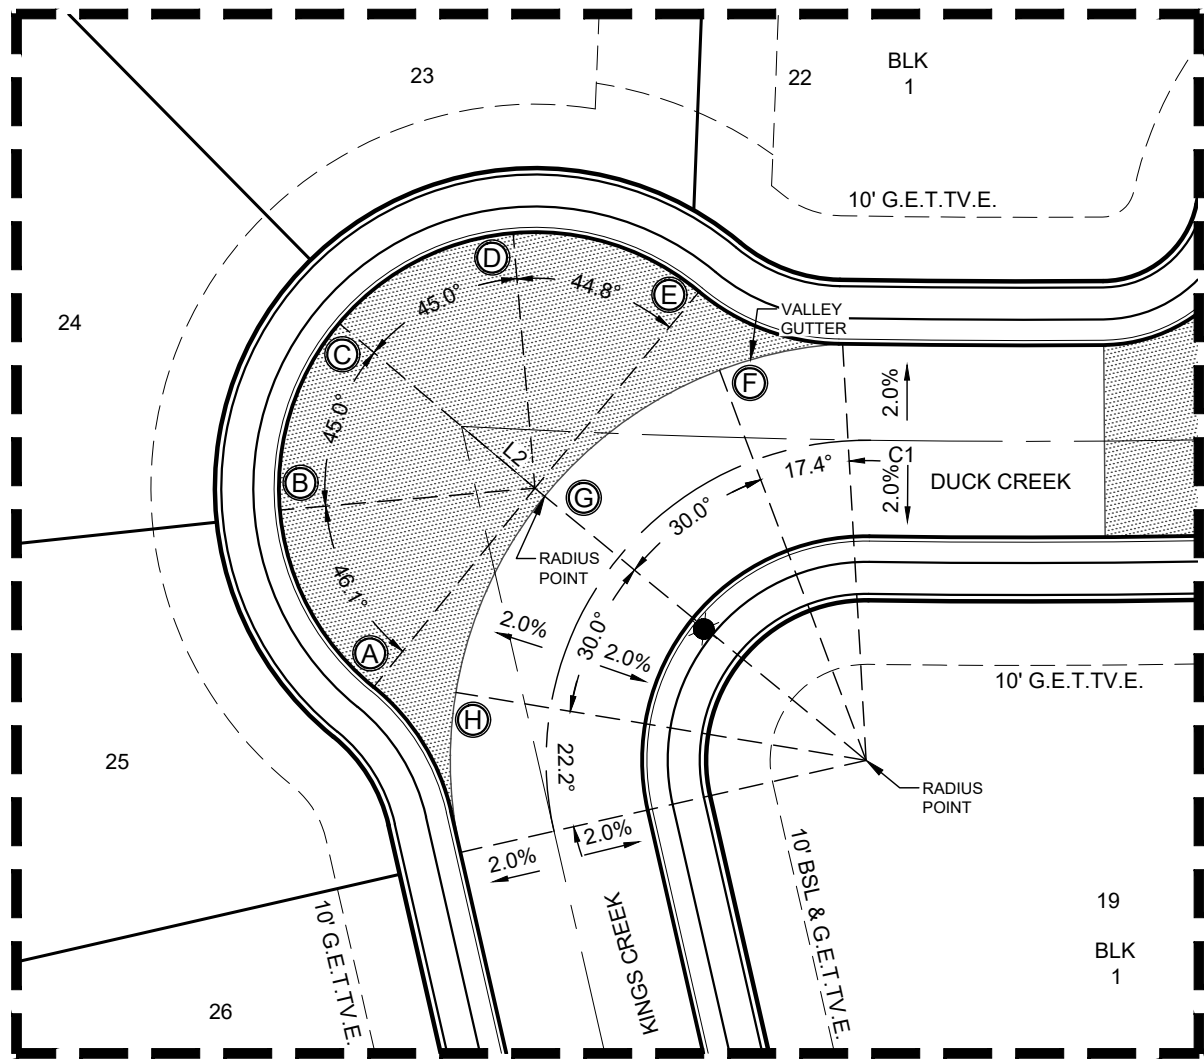 23
22
BLK
1
10' G.E.T.TV.E.
24
D
45.0°
44.8°
E
VALLEY
GUTTER
C
F
2.0%
45.0°
L2
17.4°
C1
B
G
2.0%
DUCK CREEK
30.0°
RADIUS
POINT
46.1°
A
2.0%
30.0°
2.0%
10' G.E.T.TV.E.
H
25
22.2°
RADIUS
POINT
2.0%
2.0%
10' BSL & G.E.T.TV.E.
KINGS CREEK
10' G.E.T.TV.E.
19
BLK
1
26